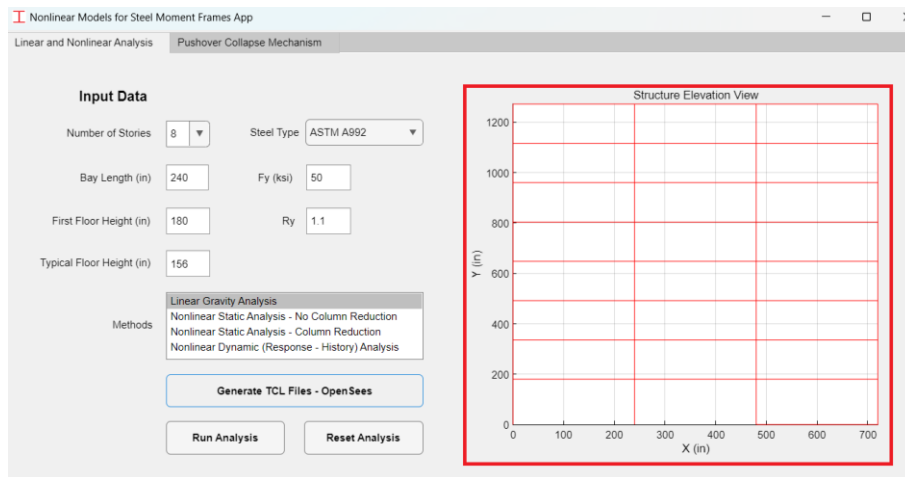 Nonlinear Models for Steel Moment Frames App
Linear and Nonlinear Analysis
Pushover Collapse Mechanism
Input Data
Number of Stories 8
Steel Type ASTM A992
Bay Length (in) 240
Fy (ksi) 50
First Floor Height (in) 180
Ry 1.1
Typical Floor Height (in) 156
Methods
Linear Gravity Analysis
Nonlinear Static Analysis - No Column Reduction
Nonlinear Static Analysis - Column Reduction
Nonlinear Dynamic (Response - History) Analysis
Generate TCL Files - OpenSees
Run Analysis
Reset Analysis
Structure Elevation View
1200
1000
800
600
400
200
0
Y (in)
0 100 200 300 400 500 600 700
X (in)